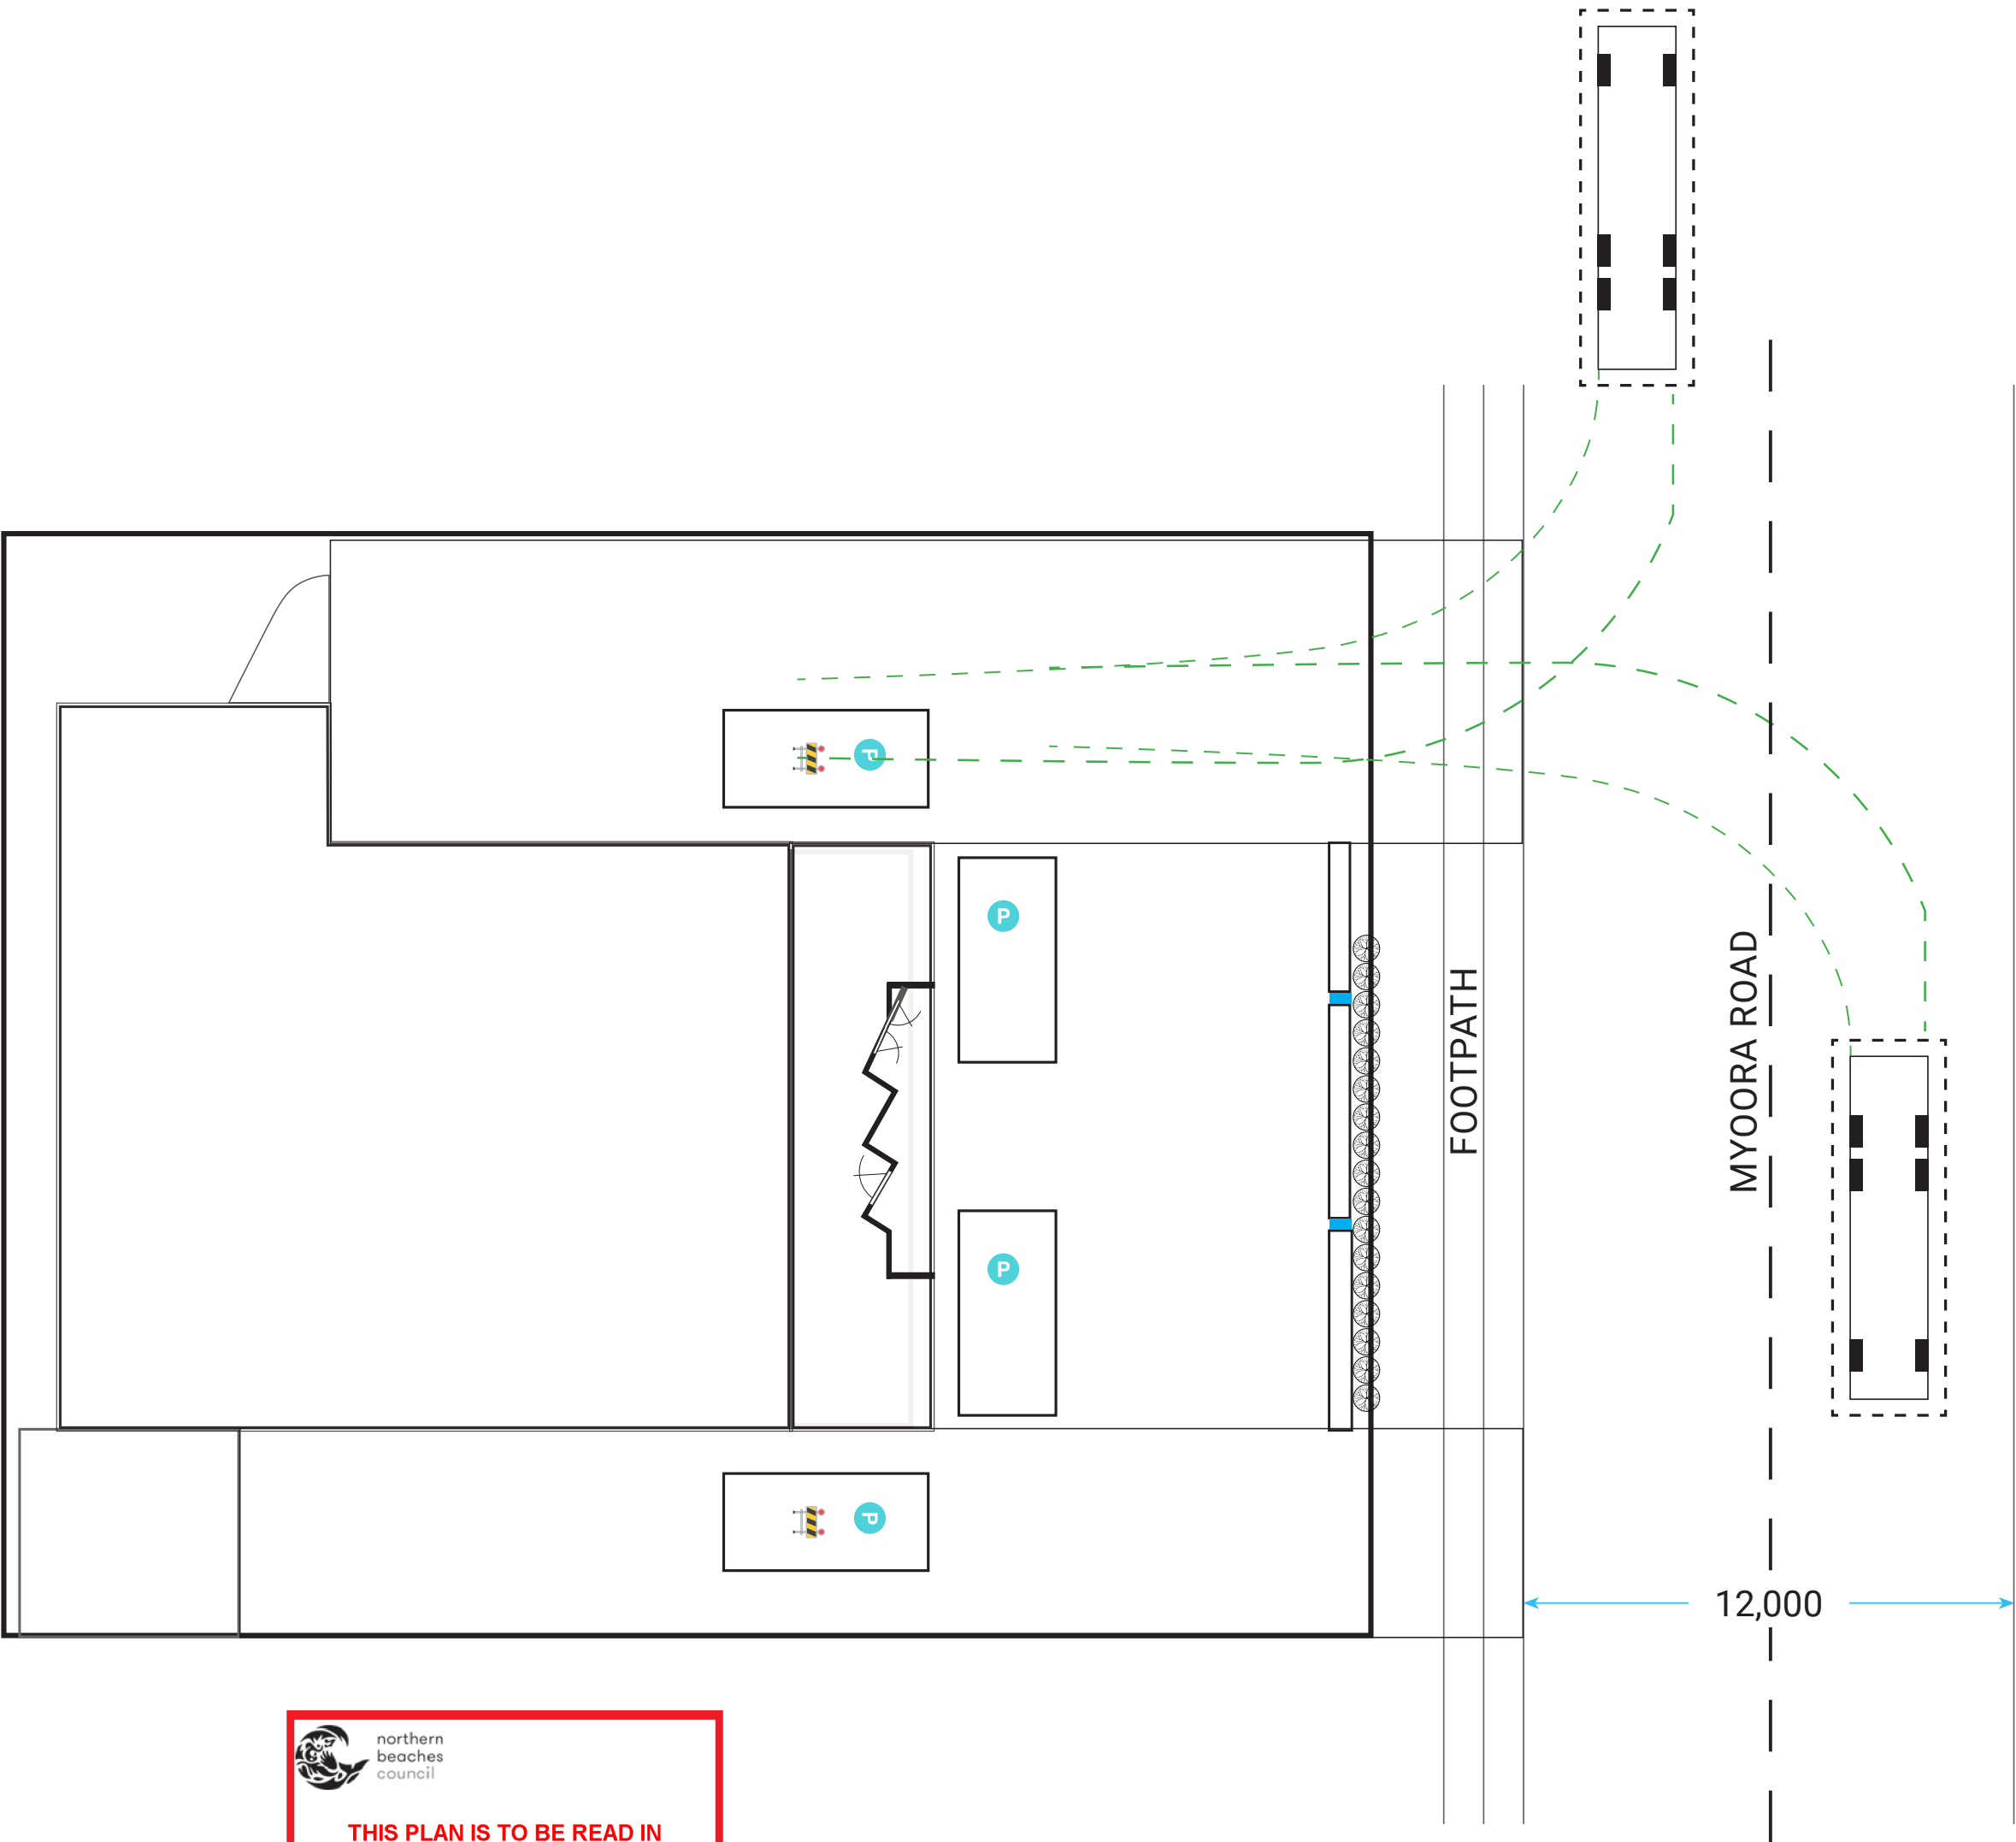 P
P
FOOTPATH
MYOORA ROAD
P
P
12,000
northern
beaches
council
THIS PLAN IS TO BE READ IN